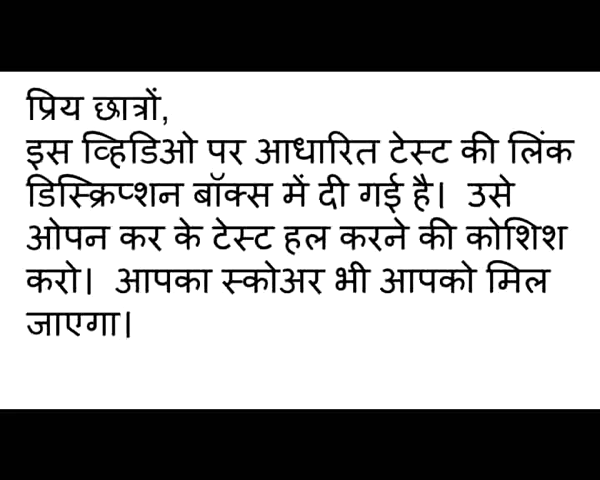 प्रिय छात्रों,
इस व्हिडिओ पर आधारित टेस्ट की लिंक
डिस्क्रिप्शन बॉक्स में दी गई है।  उसे
ओपन कर के टेस्ट हल करने की कोशिश
करो।  आपका स्कोअर भी आपको मिल
जाएगा।